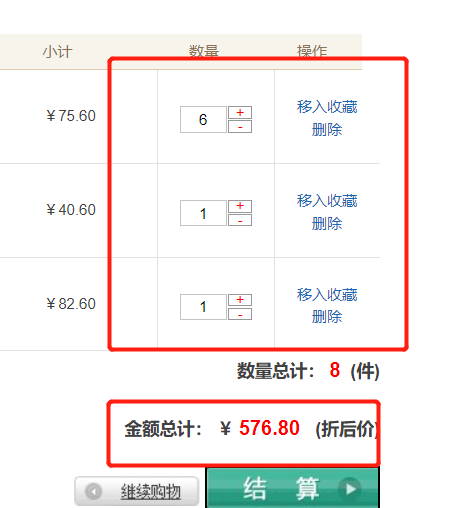 小计 数量 操作
￥75.60 6 + - 移入收藏
删除
￥40.60 1 + - 移入收藏
删除
￥82.60 1 + - 移入收藏
删除
数量总计： 8 (件)
金额总计： ￥ 576.80 (折后价)
继续购物 结 算